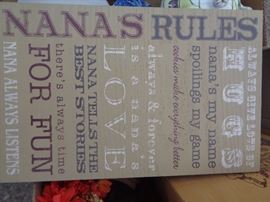 NANA'S RULES
ALWAYS GIVE LOTS OF
HUGS
nana's my name
spoiling's my game
cookies make everything better
always & forever
LOVE
is a nana's
NANA TELLS THE
BEST STORIES
there's always time
FOR FUN
NANA ALWAYS LISTENS